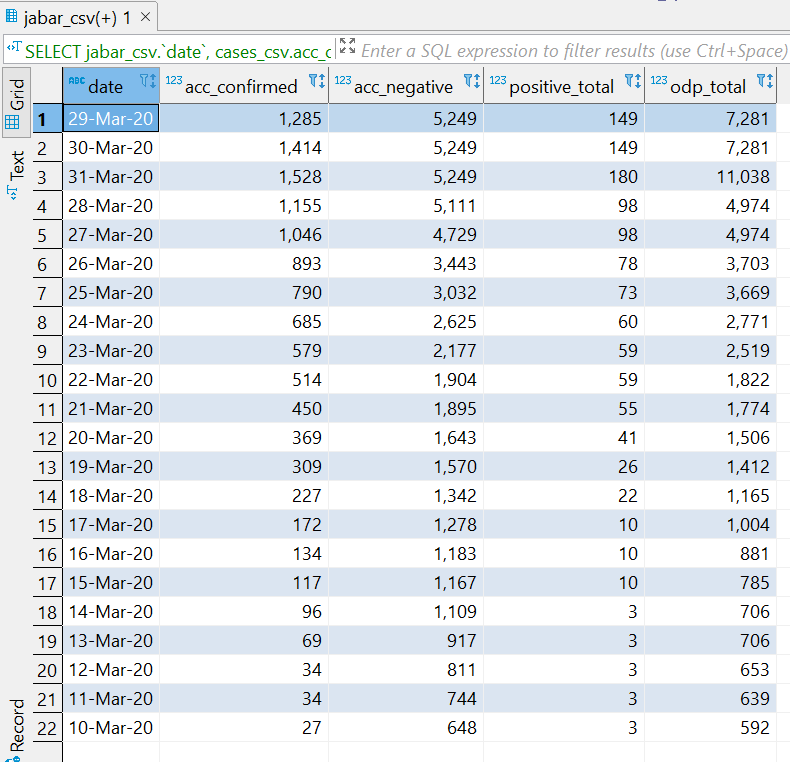 jabar_csv(+) 1
SELECT jabar_csv.`date`, cases_csv.acc_c Enter a SQL expression to filter results (use Ctrl+Space)
Grid
Text
Record
ABC date 123 acc_confirmed 123 acc_negative 123 positive_total 123 odp_total
1 29-Mar-20 1,285 5,249 149 7,281
2 30-Mar-20 1,414 5,249 149 7,281
3 31-Mar-20 1,528 5,249 180 11,038
4 28-Mar-20 1,155 5,111 98 4,974
5 27-Mar-20 1,046 4,729 98 4,974
6 26-Mar-20 893 3,443 78 3,703
7 25-Mar-20 790 3,032 73 3,669
8 24-Mar-20 685 2,625 60 2,771
9 23-Mar-20 579 2,177 59 2,519
10 22-Mar-20 514 1,904 59 1,822
11 21-Mar-20 450 1,895 55 1,774
12 20-Mar-20 369 1,643 41 1,506
13 19-Mar-20 309 1,570 26 1,412
14 18-Mar-20 227 1,342 22 1,165
15 17-Mar-20 172 1,278 10 1,004
16 16-Mar-20 134 1,183 10 881
17 15-Mar-20 117 1,167 10 785
18 14-Mar-20 96 1,109 3 706
19 13-Mar-20 69 917 3 706
20 12-Mar-20 34 811 3 653
21 11-Mar-20 34 744 3 639
22 10-Mar-20 27 648 3 592